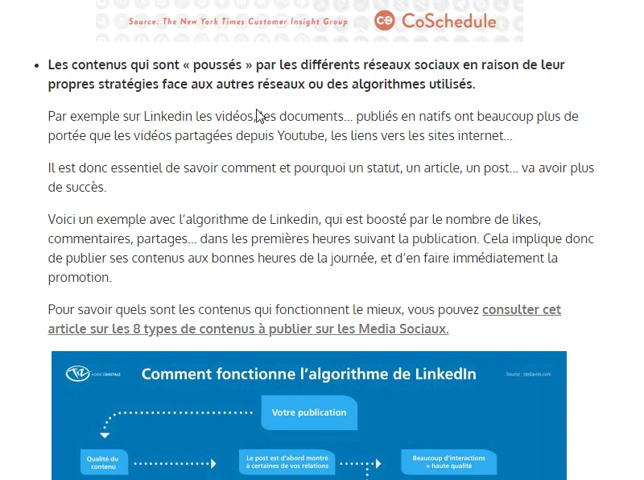 Source: The New York Times Customer Insight Group
CoSchedule
• Les contenus qui sont « poussés » par les différents réseaux sociaux en raison de leur
propres stratégies face aux autres réseaux ou des algorithmes utilisés.
Par exemple sur Linkedin les vidéos, les documents… publiés en natifs ont beaucoup plus de
portée que les vidéos partagées depuis Youtube, les liens vers les sites internet…
Il est donc essentiel de savoir comment et pourquoi un statut, un article, un post… va avoir plus
de succès.
Voici un exemple avec l'algorithme de Linkedin, qui est boosté par le nombre de likes,
commentaires, partages… dans les premières heures suivant la publication. Cela implique donc
de publier ses contenus aux bonnes heures de la journée, et d'en faire immédiatement la
promotion.
Pour savoir quels sont les contenus qui fonctionnent le mieux, vous pouvez consulter cet
article sur les 8 types de contenus à publier sur les Media Sociaux.
Comment fonctionne l'algorithme de LinkedIn
Votre publication
Qualité du
contenu
Le post est d'abord montré
à certaines de vos relations
Beaucoup d'interactions
= haute qualité